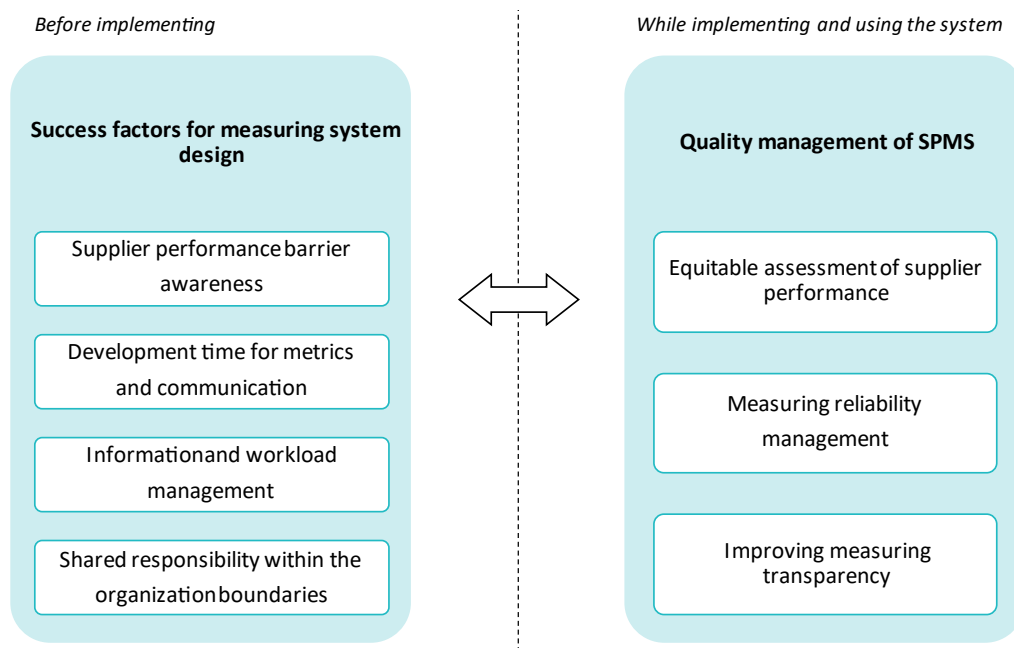 Before implementing
Success factors for measuring system
design
Supplier performance barrier
awareness
Development time for metrics
and communication
Information and workload
management
Shared responsibility within the
organization boundaries
While implementing and using the system
Quality management of SPMS
Equitable assessment of supplier
performance
Measuring reliability
management
Improving measuring
transparency